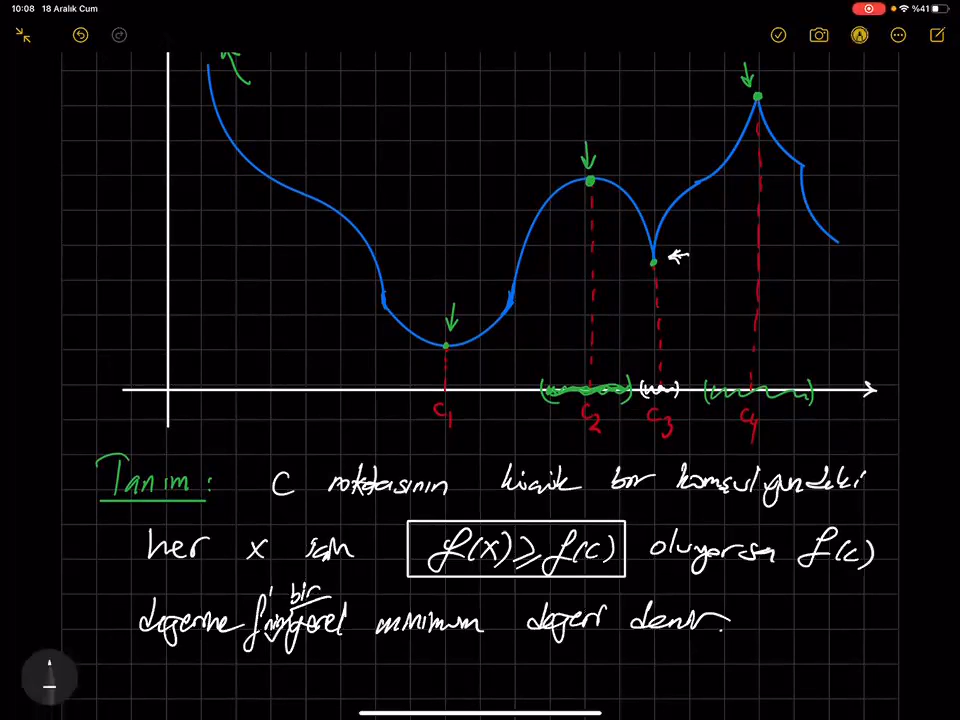 10:08 18 Aralık Cum %41
C1 C2 C3 C4
Tanım: C noktasının küçük bir komşuluğundaki
her x için f(x)⩾f(c) oluyorsa f(c)
bir
değerine f'nin yerel minimum değeri denir.